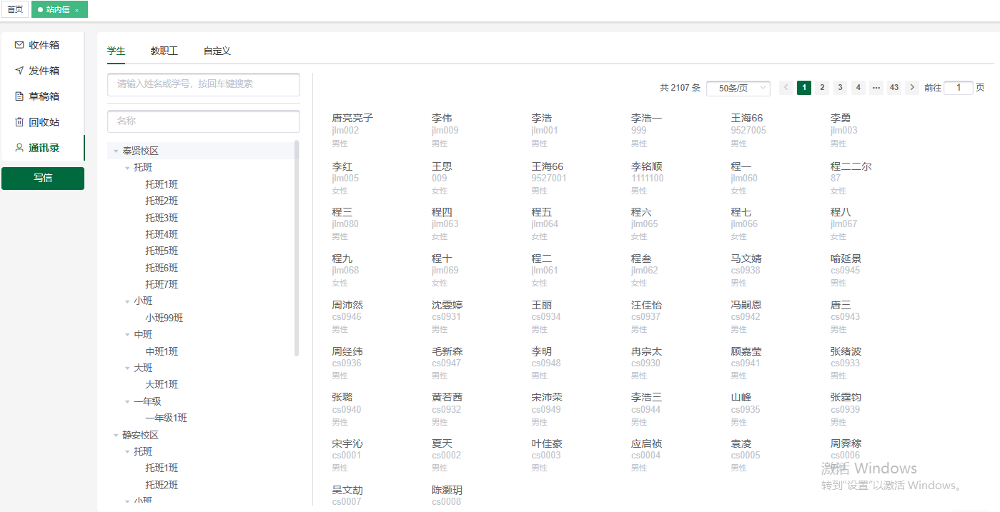 首页
站内信 ×
收件箱
发件箱
草稿箱
回收站
通讯录
写信
学生 教职工 自定义
请输入姓名或学号，按回车键搜索
名称
奉贤校区
托班
托班1班
托班2班
托班3班
托班4班
托班5班
托班6班
托班7班
小班
小班99班
中班
中班1班
大班
大班1班
一年级
一年级1班
静安校区
托班
托班1班
托班2班
小班
共 2107 条 50条/页 1 2 3 4 ··· 43 前往 1 页
唐亮亮子 李伟 李浩 李浩一 王海66 李勇
jlm002 jlm009 jlm001 999 9527005 jlm003
男性 男性 男性 男性 男性 男性
李红 王思 王海66 李铭顺 程一 程二二尔
jlm005 009 9527001 1111100 jlm060 87
女性 女性 男性 男性 女性 女性
程三 程四 程五 程六 程七 程八
jlm080 jlm063 jlm064 jlm065 jlm066 jlm067
男性 女性 女性 女性 女性 女性
程九 程十 程二 程叁 马文婧 喻延景
jlm068 jlm069 jlm061 jlm062 cs0938 cs0945
女性 女性 女性 女性 男性 男性
周沛然 沈雯婷 王丽 汪佳怡 冯嗣恩 唐三
cs0946 cs0931 cs0934 cs0937 cs0942 cs0943
男性 男性 男性 男性 男性 男性
周经纬 毛新森 李明 冉宗太 顾嘉莹 张绪波
cs0936 cs0947 cs0948 cs0930 cs0941 cs0933
男性 男性 男性 男性 男性 男性
张璐 黄若茜 宋沛荣 李浩三 山峰 张霆钧
cs0940 cs0932 cs0949 cs0944 cs0935 cs0939
男性 男性 男性 男性 男性 男性
宋宇沁 夏天 叶佳豪 应启祯 袁凌 周霁稼
cs0001 cs0002 cs0003 cs0004 cs0005 cs0006
男性 男性 男性 男性 男性 男性
吴文劼 陈灏玥
cs0007 cs0008
激活 Windows
转到“设置”以激活 Windows。